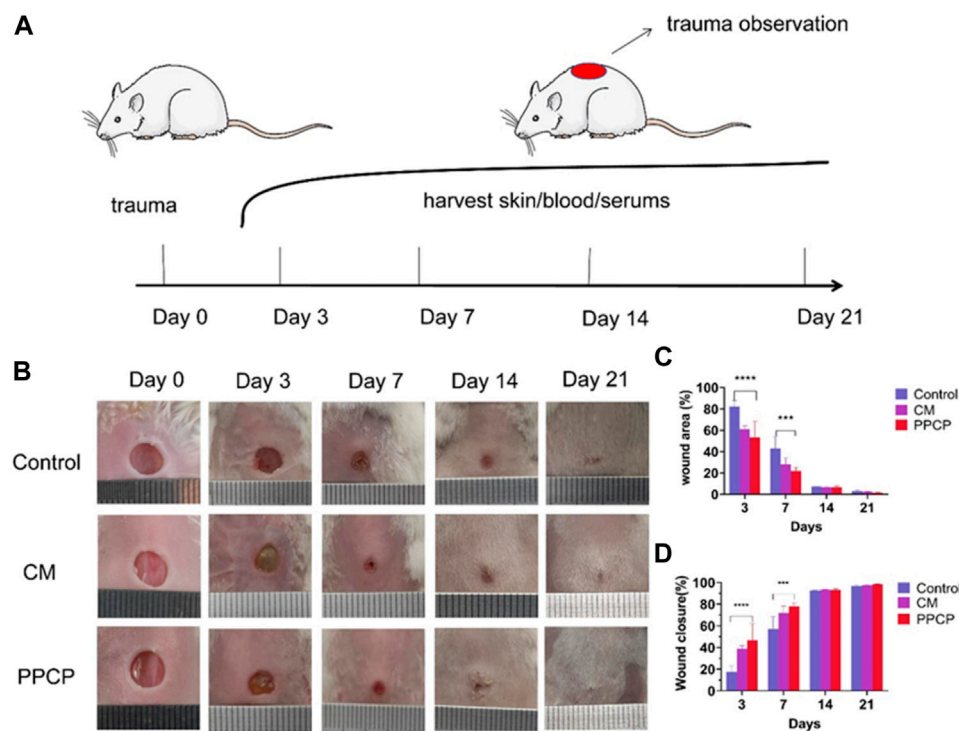 A
trauma observation
trauma
harvest skin/blood/serums
Day 0
Day 3
Day 7
Day 14
Day 21
B
Day 0
Day 3
Day 7
Day 14
Day 21
Control
CM
PPCP
C
wound area (%)
100
80
60
40
20
0
****
***
3
7
14
21
Days
Control
CM
PPCP
D
Wound closure(%)
100
80
60
40
20
0
****
***
3
7
14
21
Days
Control
CM
PPCP